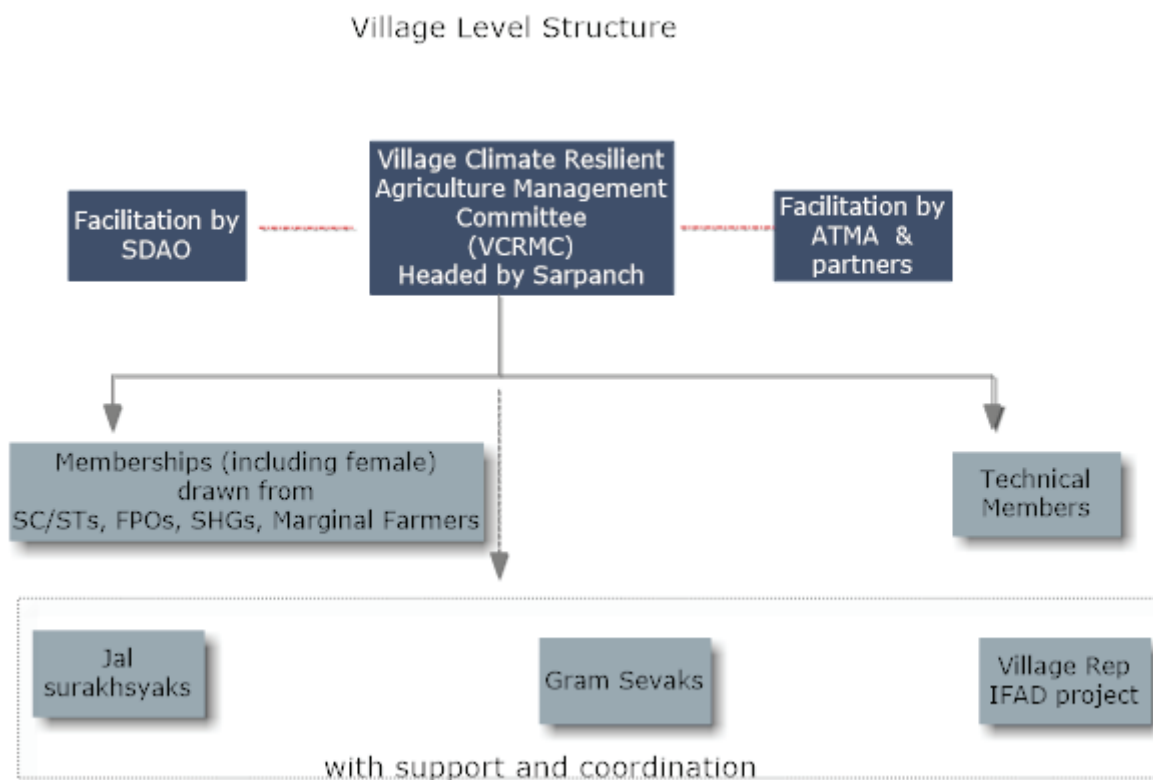 Village Level Structure
Facilitation by
SDAO
Village Climate Resilient
Agriculture Management
Committee
(VCRMC)
Headed by Sarpanch
Facilitation by
ATMA & 
partners
Memberships (including female)
drawn from
SC/STs, FPOs, SHGs, Marginal Farmers
Technical
Members
Jal
surakhsyaks
Gram Sevaks
Village Rep
IFAD project
with support and coordination